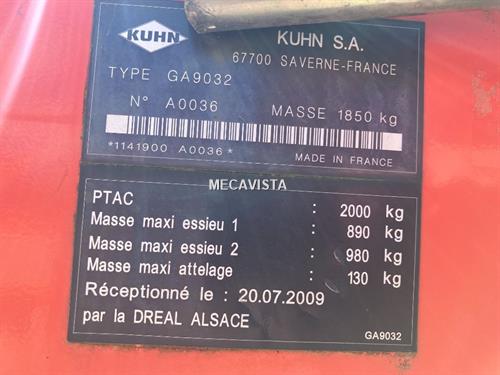 KUHN
KUHN S.A.
67700 SAVERNE-FRANCE
TYPE GA9032
N° A0036 MASSE 1850 kg
*1141900 A0036*
MADE IN FRANCE
MECAVISTA
PTAC : 2000 kg
Masse maxi essieu 1 : 890 kg
Masse maxi essieu 2 : 980 kg
Masse maxi attelage : 130 kg
Réceptionné le : 20.07.2009
par la DREAL ALSACE
GA9032